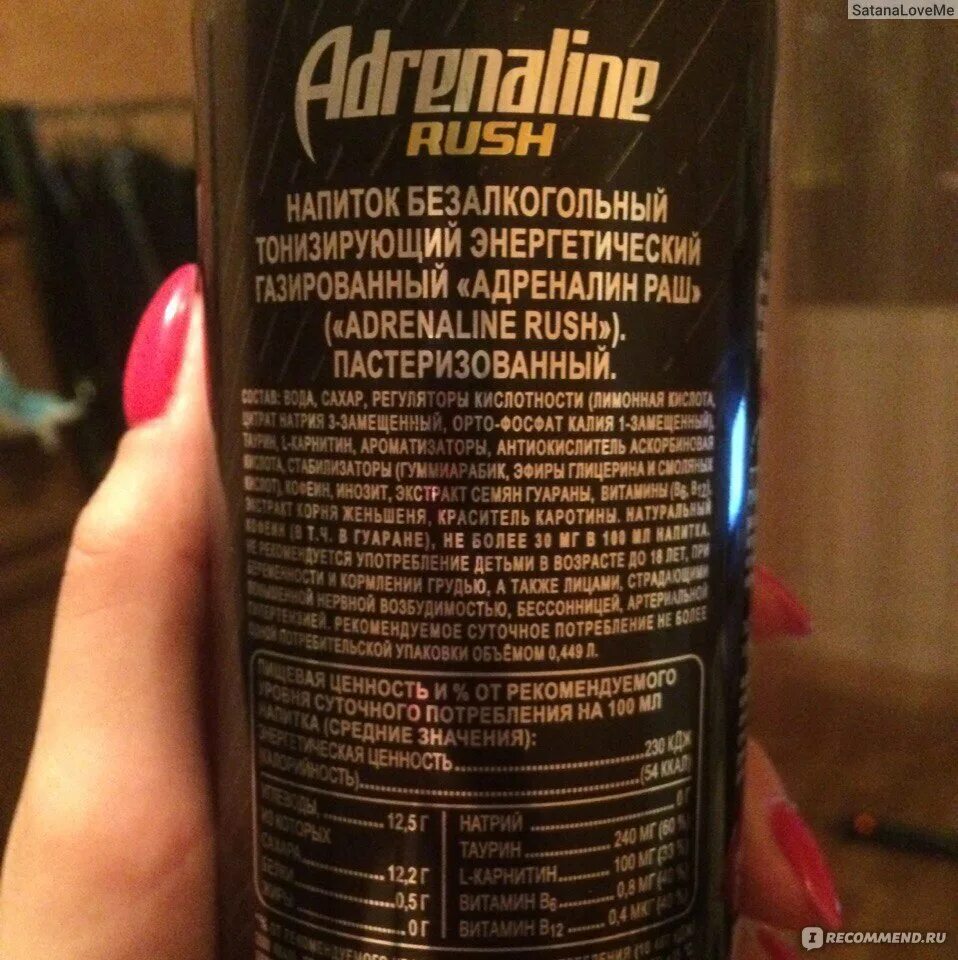 SatanaLoveMe
Adrenaline
RUSH
НАПИТОК БЕЗАЛКОГОЛЬНЫЙ
ТОНИЗИРУЮЩИЙ ЭНЕРГЕТИЧЕСКИЙ
ГАЗИРОВАННЫЙ «АДРЕНАЛИН РАШ»
(«ADRENALINE RUSH»).
ПАСТЕРИЗОВАННЫЙ.
СОСТАВ: ВОДА, САХАР, РЕГУЛЯТОРЫ КИСЛОТНОСТИ (ЛИМОННАЯ КИСЛОТА,
ЦИТРАТ НАТРИЯ 3-ЗАМЕЩЕННЫЙ, ОРТО-ФОСФАТ КАЛИЯ 1-ЗАМЕЩЕННЫЙ),
ТАУРИН, L-КАРНИТИН, АРОМАТИЗАТОРЫ, АНТИОКИСЛИТЕЛЬ АСКОРБИНОВАЯ
КИСЛОТА, СТАБИЛИЗАТОРЫ (ГУММИАРАБИК, ЭФИРЫ ГЛИЦЕРИНА И СМОЛЯНЫХ
КИСЛОТ), КОФЕИН, ИНОЗИТ, ЭКСТРАКТ СЕМЯН ГУАРАНЫ, ВИТАМИНЫ (B6, B12),
ЭКСТРАКТ КОРНЯ ЖЕНЬШЕНЯ, КРАСИТЕЛЬ КАРОТИНЫ. НАТУРАЛЬНЫЙ
КОФЕИН (В Т.Ч. В ГУАРАНЕ), НЕ БОЛЕЕ 30 МГ В 100 МЛ НАПИТКА.
НЕ РЕКОМЕНДУЕТСЯ УПОТРЕБЛЕНИЕ ДЕТЬМИ В ВОЗРАСТЕ ДО 18 ЛЕТ, ПРИ
БЕРЕМЕННОСТИ И КОРМЛЕНИИ ГРУДЬЮ, А ТАКЖЕ ЛИЦАМИ, СТРАДАЮЩИМИ
ПОВЫШЕННОЙ НЕРВНОЙ ВОЗБУДИМОСТЬЮ, БЕССОННИЦЕЙ, АРТЕРИАЛЬНОЙ
ГИПЕРТЕНЗИЕЙ. РЕКОМЕНДУЕМОЕ СУТОЧНОЕ ПОТРЕБЛЕНИЕ НЕ БОЛЕЕ
ОДНОЙ ПОТРЕБИТЕЛЬСКОЙ УПАКОВКИ ОБЪЁМОМ 0,449 Л.
ПИЩЕВАЯ ЦЕННОСТЬ И % ОТ РЕКОМЕНДУЕМОГО
УРОВНЯ СУТОЧНОГО ПОТРЕБЛЕНИЯ НА 100 МЛ
НАПИТКА (СРЕДНИЕ ЗНАЧЕНИЯ):
ЭНЕРГЕТИЧЕСКАЯ ЦЕННОСТЬ ..... 230 КДЖ
(КАЛОРИЙНОСТЬ) ..... (54 ККАЛ)
УГЛЕВОДЫ ..... 12,5 Г
ИЗ КОТОРЫХ
САХАРА ..... 12,2 Г
БЕЛКИ ..... 0,5 Г
ЖИРЫ ..... 0 Г
НАТРИЙ ..... 0 Г
ТАУРИН ..... 240 МГ (60 %)
L-КАРНИТИН ..... 100 МГ (33 %)
ВИТАМИН B6 ..... 0,8 МГ (40 %)
ВИТАМИН B12 ..... 0,4 МКГ (40 %)
% ОТ РЕКОМЕНДУЕМОГО
IRECOMMEND.RU